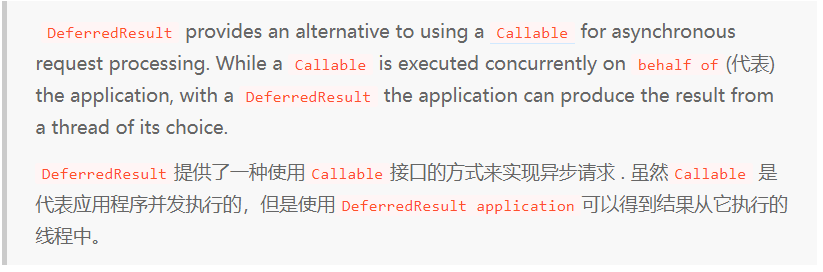 DeferredResult provides an alternative to using a Callable for asynchronous
request processing. While a Callable is executed concurrently on behalf of (代表)
the application, with a DeferredResult the application can produce the result from
a thread of its choice.
DeferredResult 提供了一种使用 Callable 接口的方式来实现异步请求 . 虽然 Callable 是
代表应用程序并发执行的，但是使用 DeferredResult application 可以得到结果从它执行的
线程中。